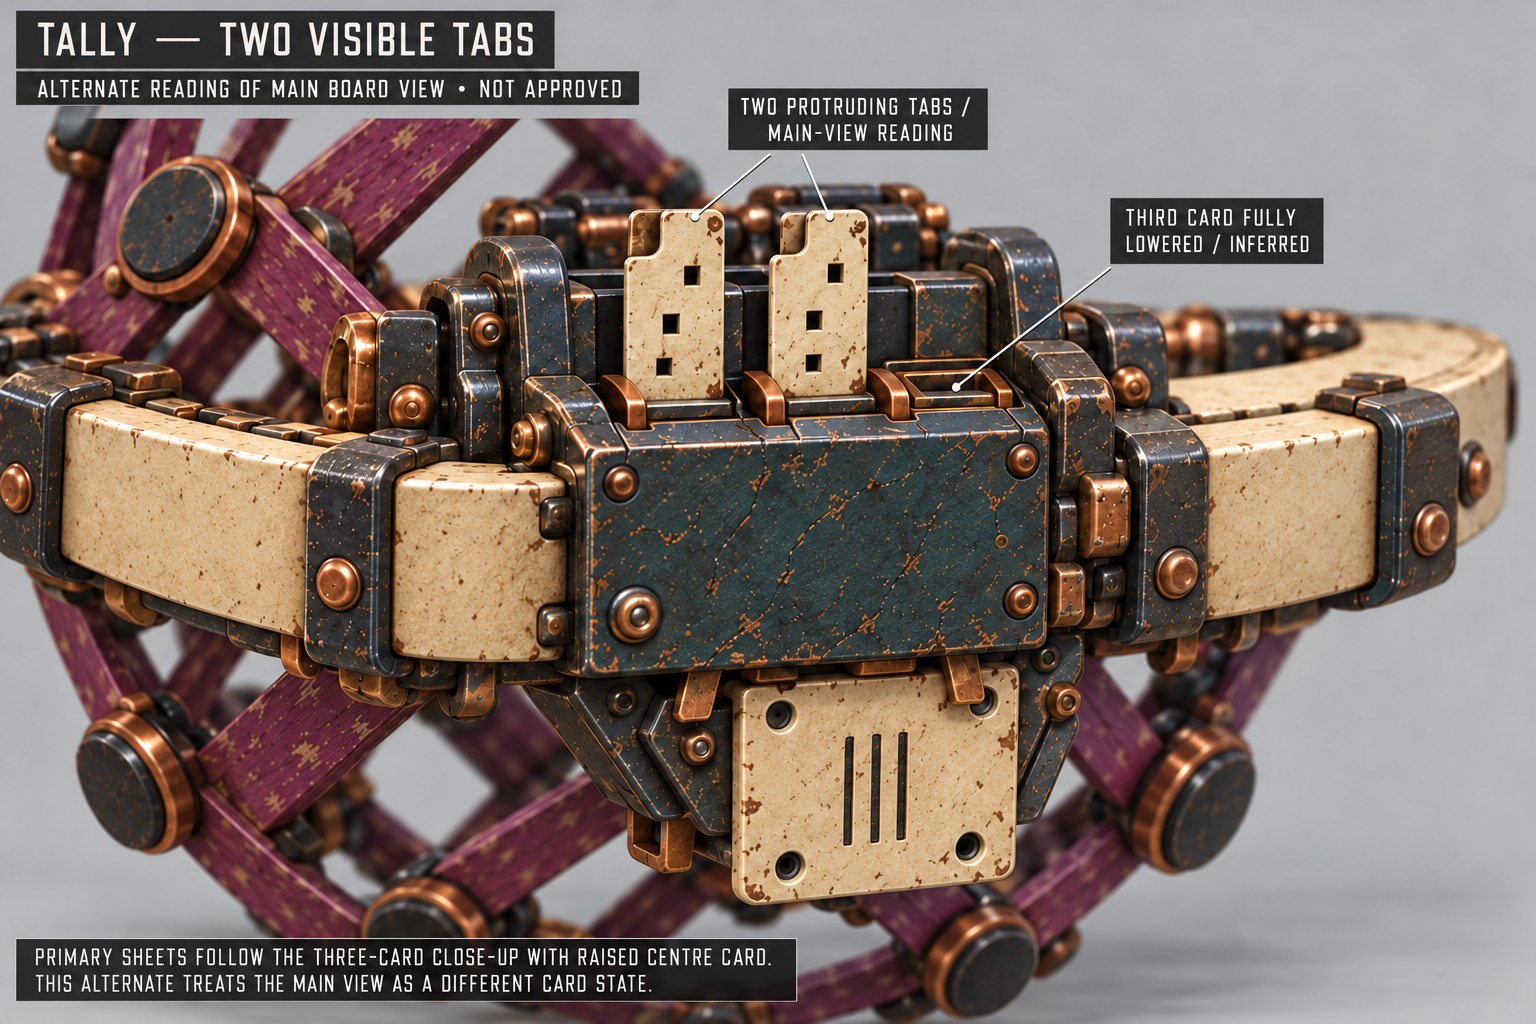 TALLY — TWO VISIBLE TABS
ALTERNATE READING OF MAIN BOARD VIEW • NOT APPROVED
TWO PROTRUDING TABS /
MAIN-VIEW READING
THIRD CARD FULLY
LOWERED / INFERRED
PRIMARY SHEETS FOLLOW THE THREE-CARD CLOSE-UP WITH RAISED CENTRE CARD.
THIS ALTERNATE TREATS THE MAIN VIEW AS A DIFFERENT CARD STATE.